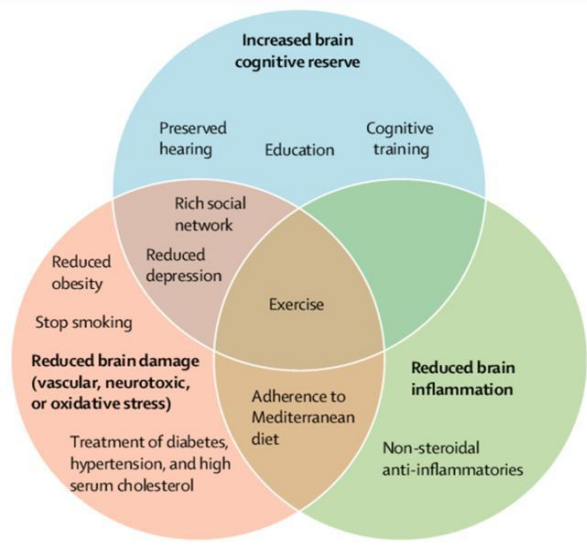 Increased brain
cognitive reserve
Preserved
hearing
Education
Cognitive
training
Rich social
network
Reduced
depression
Reduced
obesity
Stop smoking
Exercise
Reduced brain damage
(vascular, neurotoxic,
or oxidative stress)
Reduced brain
inflammation
Adherence to
Mediterranean
diet
Treatment of diabetes,
hypertension, and high
serum cholesterol
Non-steroidal
anti-inflammatories